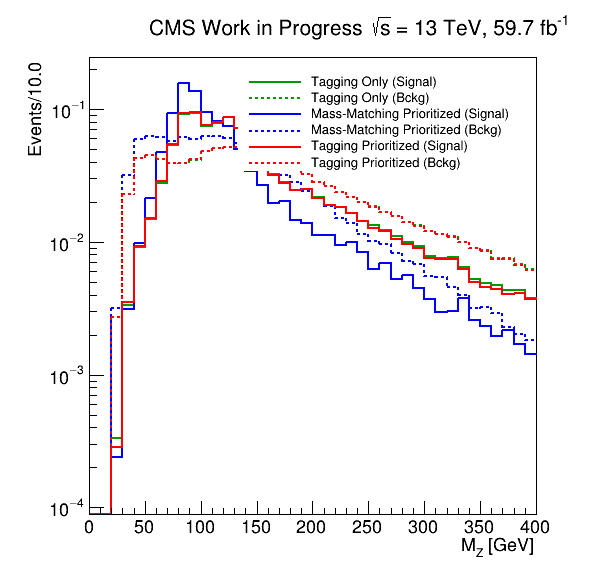 CMS Work in Progress √s = 13 TeV, 59.7 fb⁻¹
Events/10.0
Tagging Only (Signal)
Tagging Only (Bckg)
Mass-Matching Prioritized (Signal)
Mass-Matching Prioritized (Bckg)
Tagging Prioritized (Signal)
Tagging Prioritized (Bckg)
10⁻¹
10⁻²
10⁻³
10⁻⁴
0 50 100 150 200 250 300 350 400
M_Z [GeV]